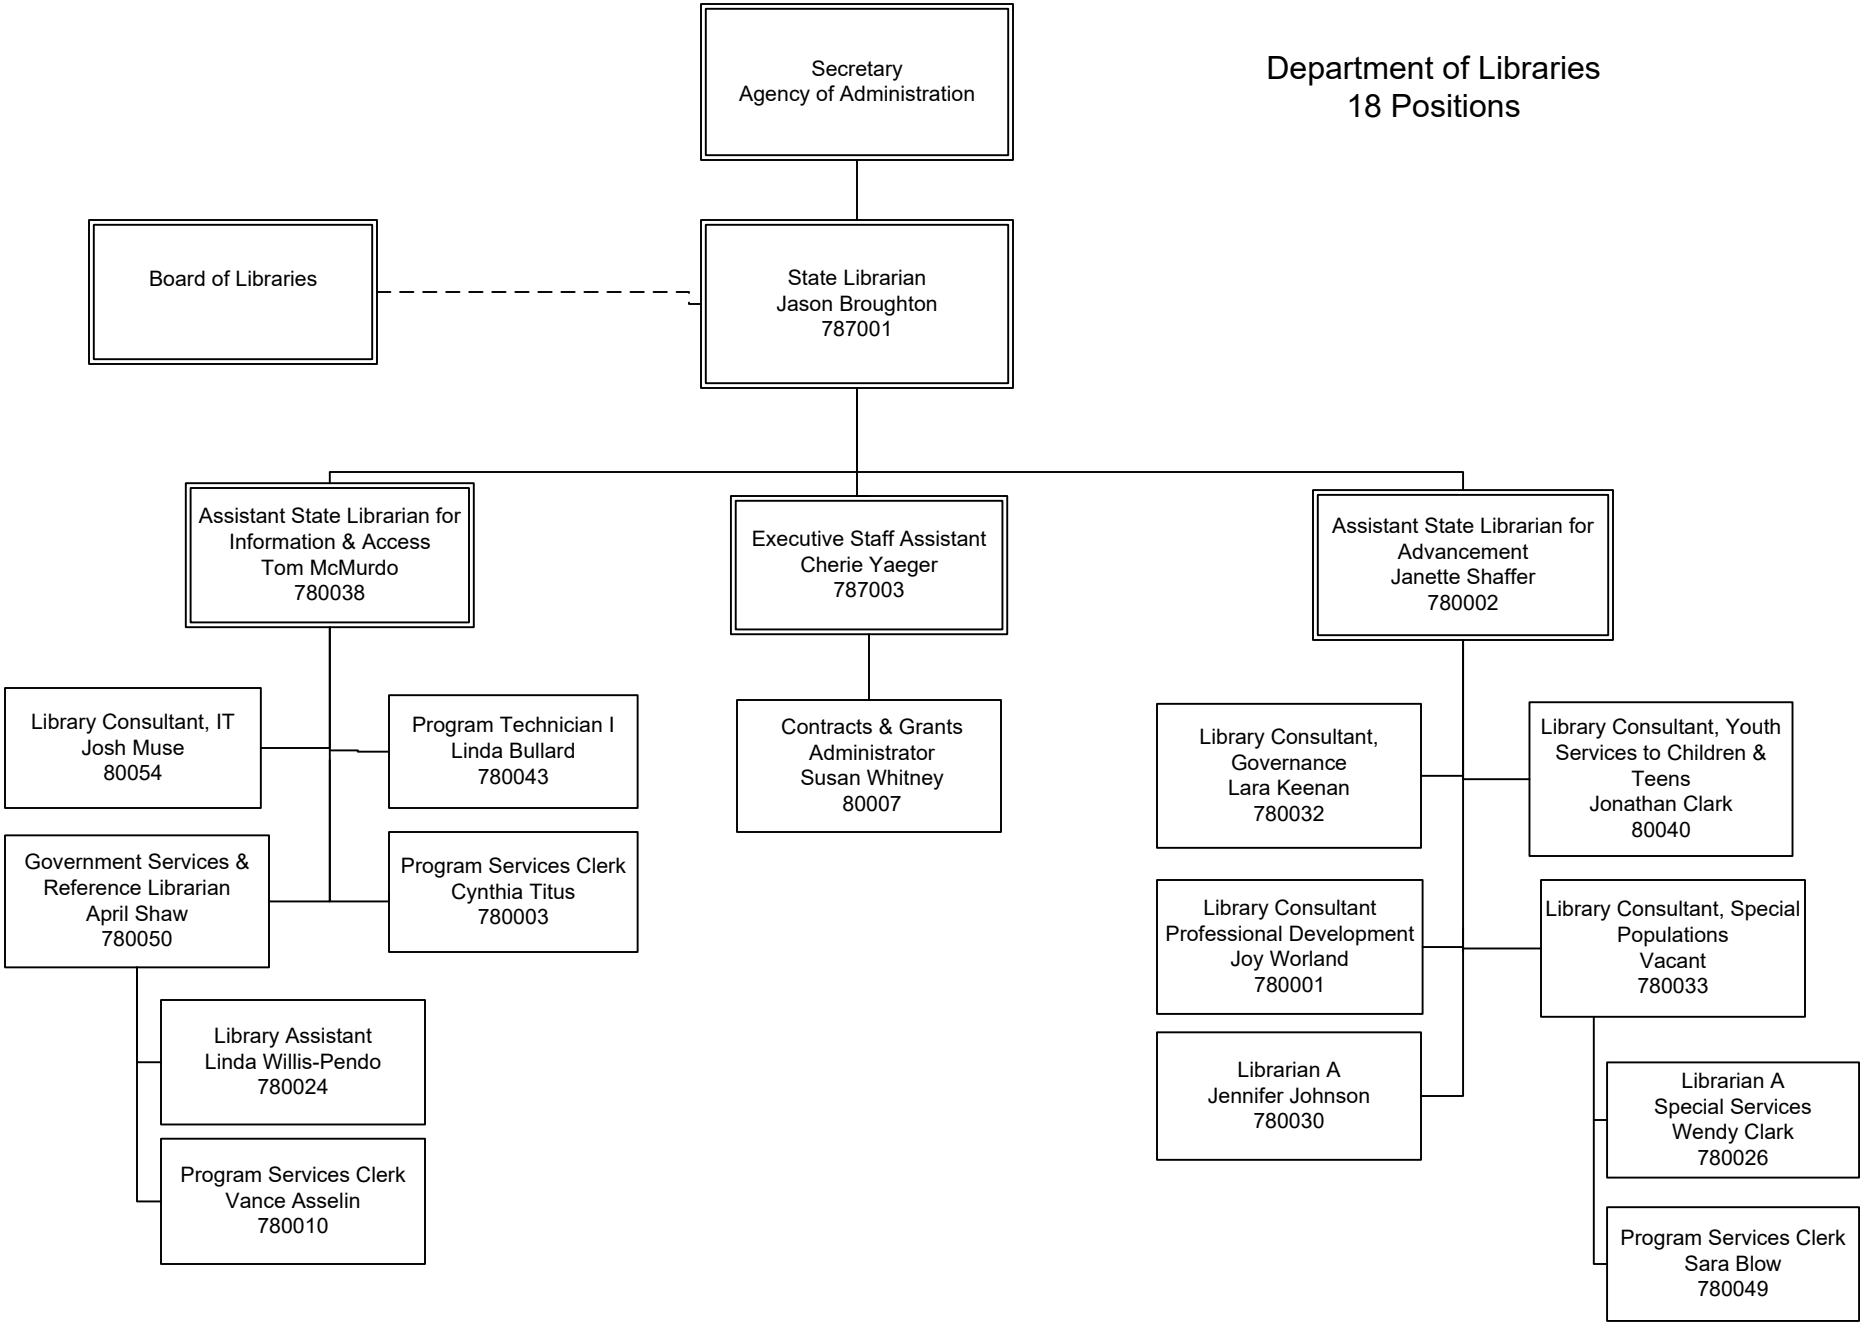 Secretary
Agency of Administration
Department of Libraries
18 Positions
Board of Libraries
State Librarian
Jason Broughton
787001
Assistant State Librarian for
Information & Access
Tom McMurdo
780038
Executive Staff Assistant
Cherie Yaeger
787003
Assistant State Librarian for
Advancement
Janette Shaffer
780002
Library Consultant, IT
Josh Muse
80054
Program Technician I
Linda Bullard
780043
Contracts & Grants
Administrator
Susan Whitney
80007
Library Consultant,
Governance
Lara Keenan
780032
Library Consultant, Youth
Services to Children &
Teens
Jonathan Clark
80040
Government Services &
Reference Librarian
April Shaw
780050
Program Services Clerk
Cynthia Titus
780003
Library Consultant
Professional Development
Joy Worland
780001
Library Consultant, Special
Populations
Vacant
780033
Library Assistant
Linda Willis-Pendo
780024
Librarian A
Jennifer Johnson
780030
Librarian A
Special Services
Wendy Clark
780026
Program Services Clerk
Vance Asselin
780010
Program Services Clerk
Sara Blow
780049